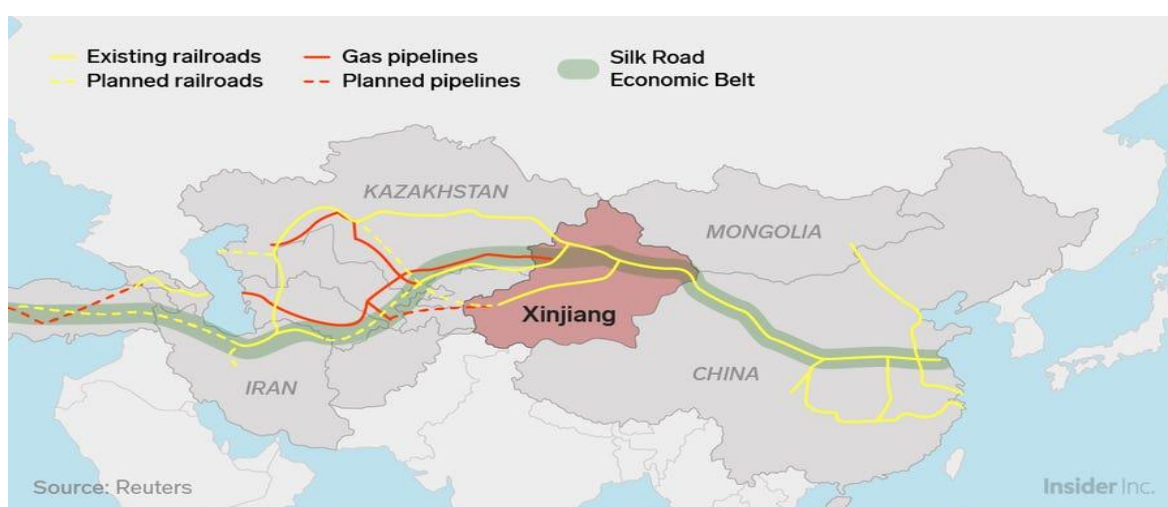 Existing railroads
Planned railroads
Gas pipelines
Planned pipelines
Silk Road
Economic Belt
KAZAKHSTAN
MONGOLIA
Xinjiang
IRAN
CHINA
Source: Reuters
Insider Inc.